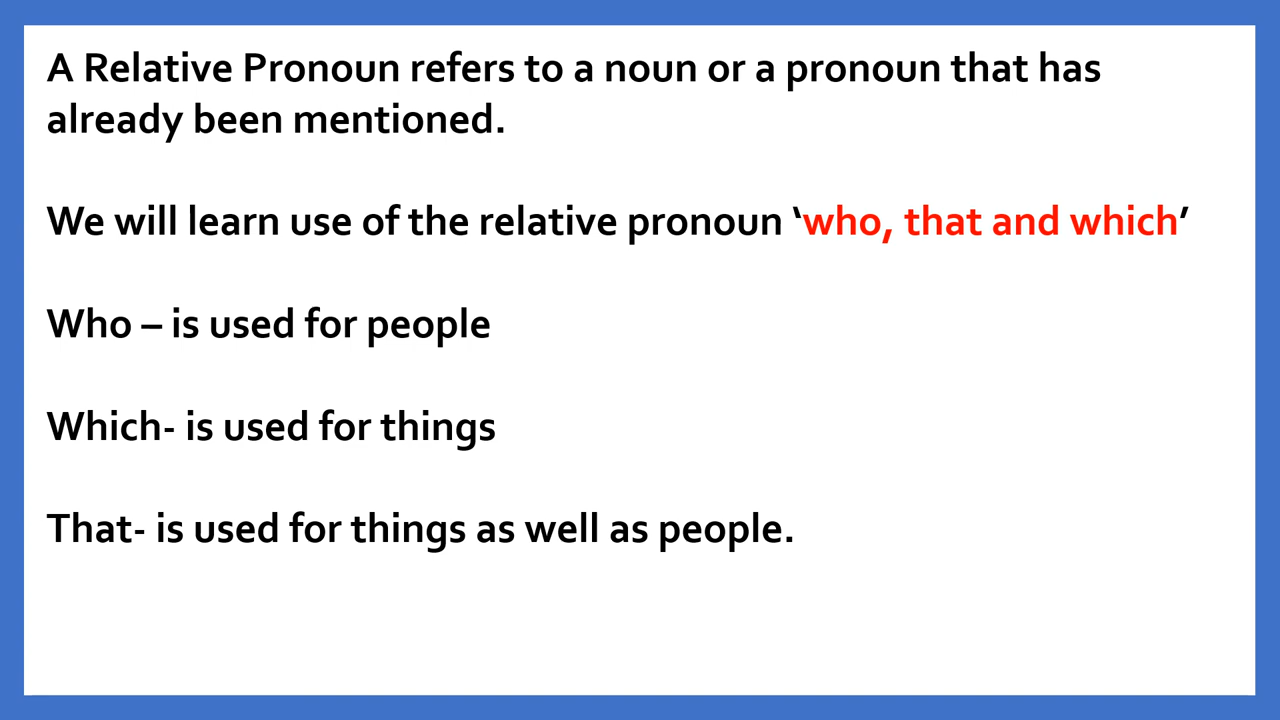 A Relative Pronoun refers to a noun or a pronoun that has
already been mentioned.
We will learn use of the relative pronoun ‘who, that and which’
Who – is used for people
Which- is used for things
That- is used for things as well as people.